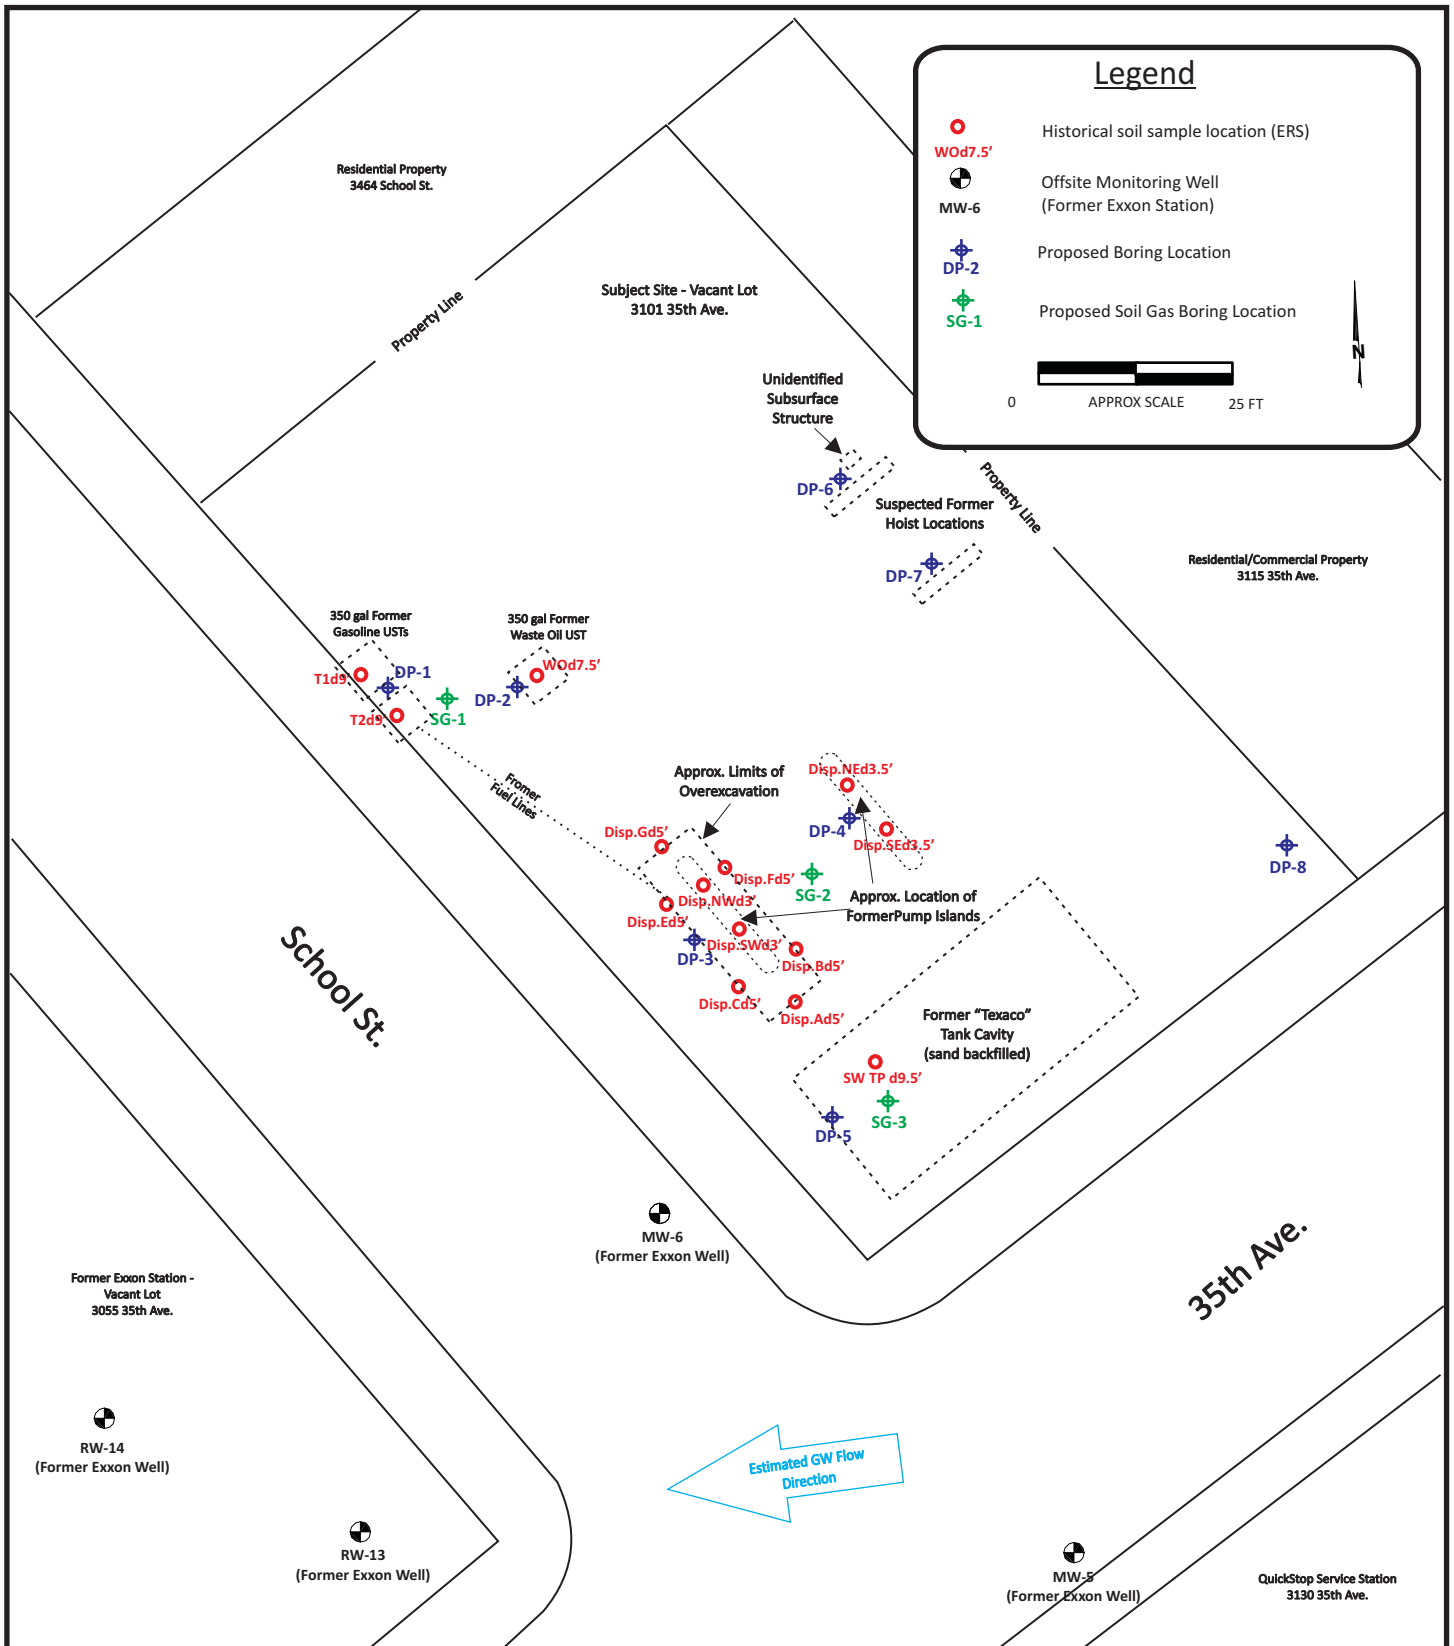 Legend
Historical soil sample location (ERS)
WOd7.5’
Offsite Monitoring Well
(Former Exxon Station)
MW-6
Proposed Boring Location
DP-2
Proposed Soil Gas Boring Location
SG-1
N
0
APPROX SCALE
25 FT
Residential Property
3464 School St.
Property Line
Subject Site - Vacant Lot
3101 35th Ave.
Unidentified
Subsurface
Structure
DP-6
Suspected Former
Hoist Locations
Property Line
DP-7
Residential/Commercial Property
3115 35th Ave.
350 gal Former
Gasoline USTs
350 gal Former
Waste Oil UST
T1d9’
DP-1
T2d9’
SG-1
DP-2
WOd7.5’
Fromer
Fuel Lines
Approx. Limits of
Overexcavation
Disp.NEd3.5’
DP-4
Disp.SEd3.5’
Disp.Gd5’
Disp.Fd5’
SG-2
DP-8
Disp.NWd3’
Approx. Location of
FormerPump Islands
Disp.Ed5’
Disp.SWd3’
DP-3
Disp.Bd5’
Disp.Cd5’
Disp.Ad5’
School St.
Former “Texaco”
Tank Cavity
(sand backfilled)
SW TP d9.5’
SG-3
DP-5
MW-6
(Former Exxon Well)
35th Ave.
Former Exxon Station -
Vacant Lot
3055 35th Ave.
RW-14
(Former Exxon Well)
Estimated GW Flow
Direction
RW-13
(Former Exxon Well)
MW-5
(Former Exxon Well)
QuickStop Service Station
3130 35th Ave.